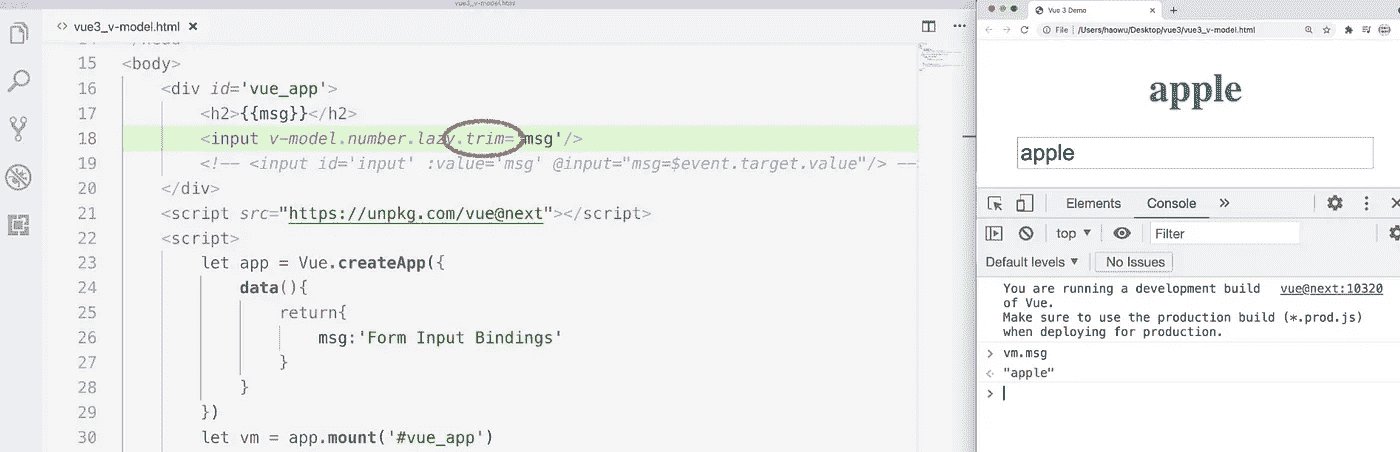 vue3_v-model.html
vue3_v-model.html
15 <body>
16 <div id='vue_app'>
17 <h2>{{msg}}</h2>
18 <input v-model.number.lazy.trim='msg'/>
19 <!-- <input id='input' :value='msg' @input="msg=$event.target.value"/> --
20 </div>
21 <script src="https://unpkg.com/vue@next"></script>
22 <script>
23 let app = Vue.createApp({
24 data(){
25 return{
26 msg:'Form Input Bindings'
27 }
28 }
29 })
30 let vm = app.mount('#vue_app')
Vue 3 Demo
File | /Users/haowu/Desktop/vue3/vue3_v-model.html
apple
apple
Elements Console
top Filter
Default levels No Issues
You are running a development build vue@next:10320
of Vue.
Make sure to use the production build (*.prod.js)
when deploying for production.
> vm.msg
"apple"
>